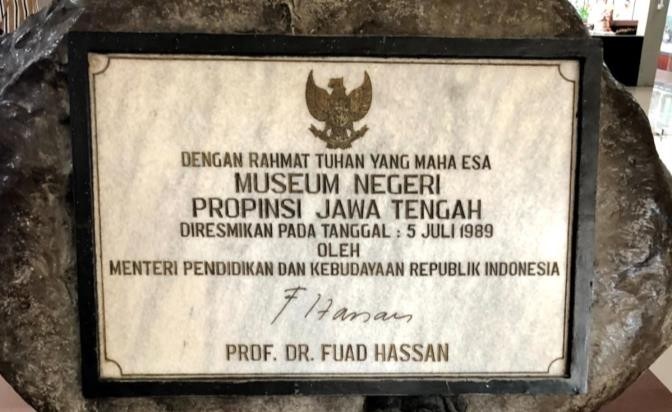 DENGAN RAHMAT TUHAN YANG MAHA ESA
MUSEUM NEGERI
PROPINSI JAWA TENGAH
DIRESMIKAN PADA TANGGAL : 5 JULI 1989
OLEH
MENTERI PENDIDIKAN DAN KEBUDAYAAN REPUBLIK INDONESIA
F Hassan
PROF. DR. FUAD HASSAN